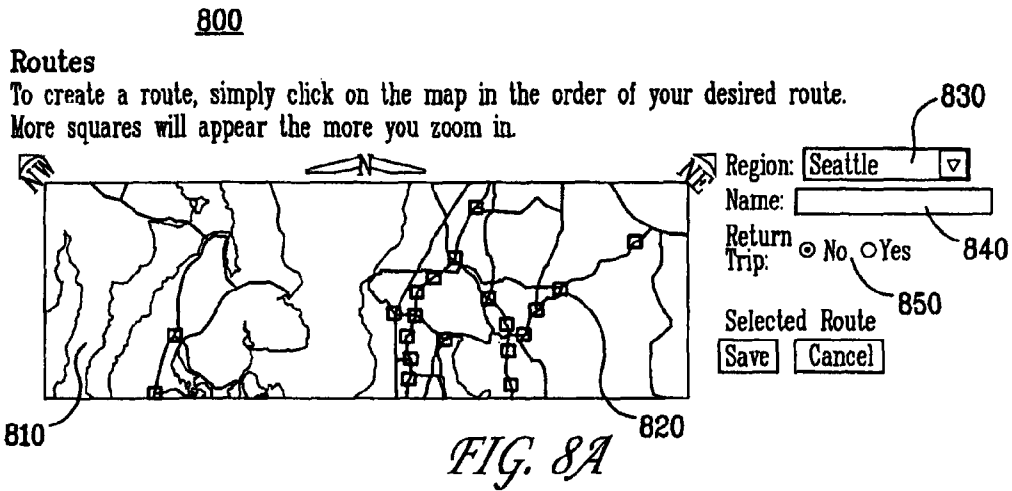 800
Routes
To create a route, simply click on the map in the order of your desired route.
More squares will appear the more you zoom in.
830
NW
N
NE
Region: Seattle
Name:
840
Return Trip: No Yes
850
Selected Route
Save Cancel
810
820
FIG. 8A